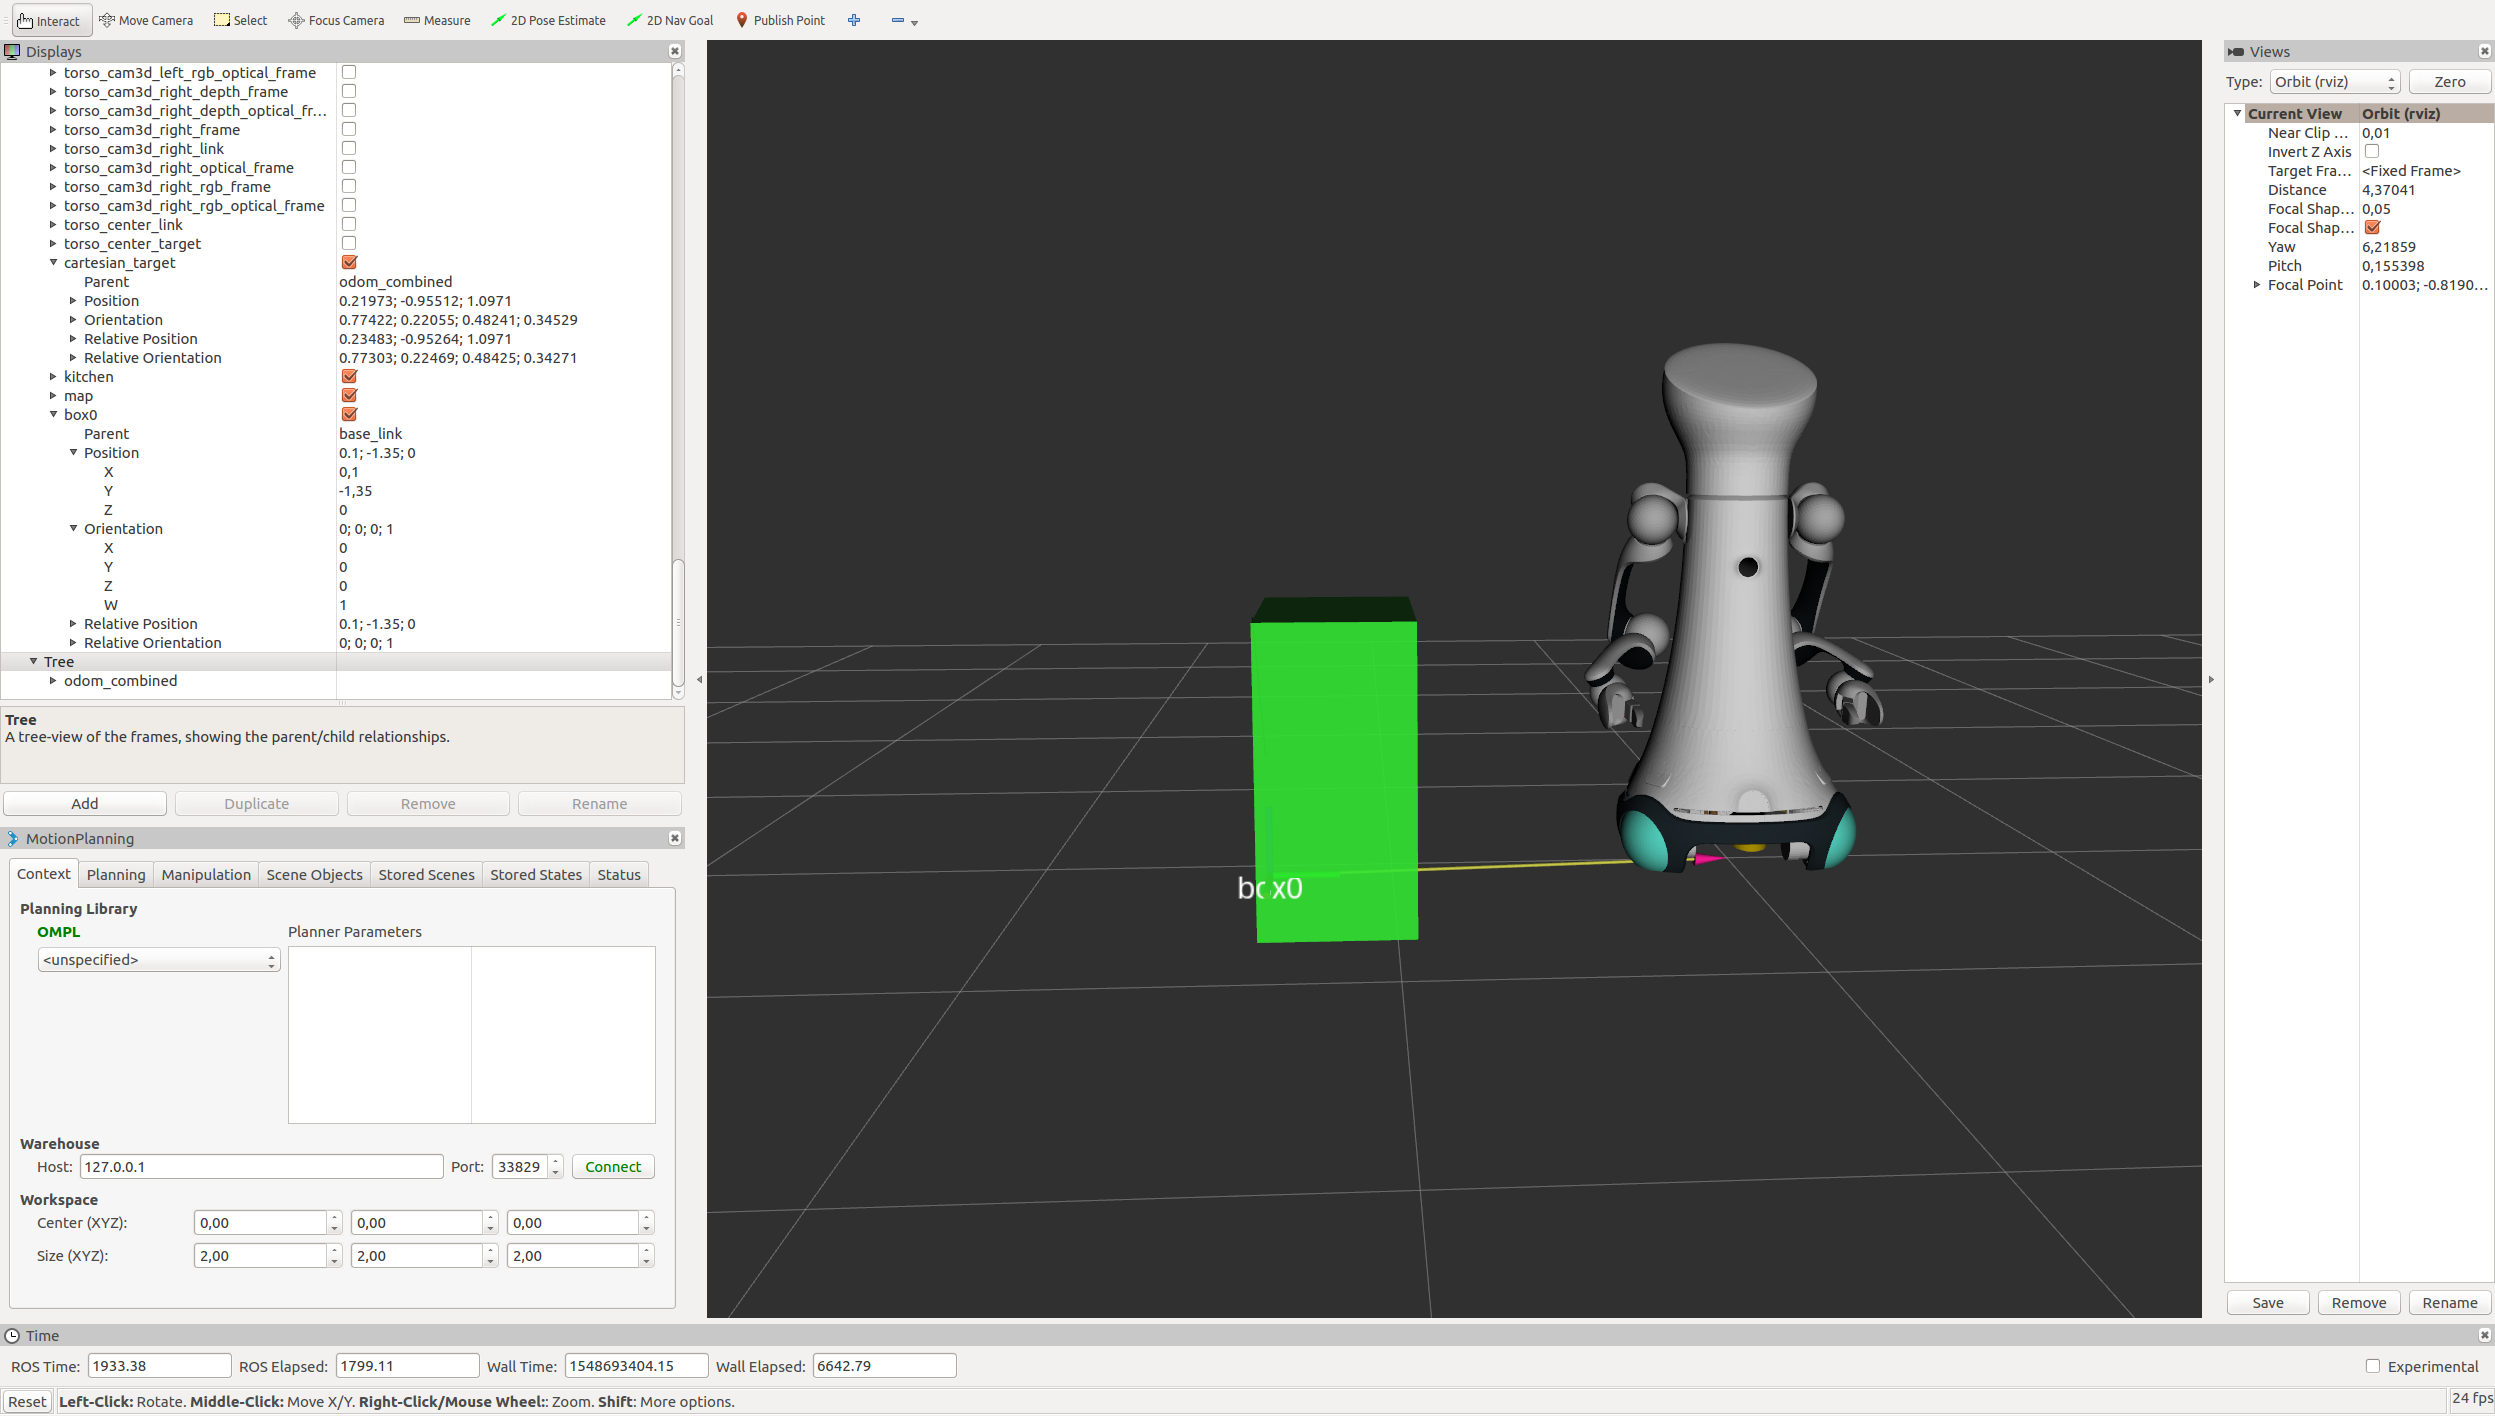 Interact Move Camera Select Focus Camera Measure 2D Pose Estimate 2D Nav Goal Publish Point
Displays
torso_cam3d_left_rgb_optical_frame
torso_cam3d_right_depth_frame
torso_cam3d_right_depth_optical_fr...
torso_cam3d_right_frame
torso_cam3d_right_link
torso_cam3d_right_optical_frame
torso_cam3d_right_rgb_frame
torso_cam3d_right_rgb_optical_frame
torso_center_link
torso_center_target
cartesian_target
Parent odom_combined
Position 0.21973; -0.95512; 1.0971
Orientation 0.77422; 0.22055; 0.48241; 0.34529
Relative Position 0.23483; -0.95264; 1.0971
Relative Orientation 0.77303; 0.22469; 0.48425; 0.34271
kitchen
map
box0
Parent base_link
Position 0.1; -1.35; 0
X 0,1
Y -1,35
Z 0
Orientation 0; 0; 0; 1
X 0
Y 0
Z 0
W 1
Relative Position 0.1; -1.35; 0
Relative Orientation 0; 0; 0; 1
Tree
odom_combined
Tree
A tree-view of the frames, showing the parent/child relationships.
Add Duplicate Remove Rename
MotionPlanning
Context Planning Manipulation Scene Objects Stored Scenes Stored States Status
Planning Library
OMPL Planner Parameters
<unspecified>
Warehouse
Host: 127.0.0.1 Port: 33829 Connect
Workspace
Center (XYZ): 0,00 0,00 0,00
Size (XYZ): 2,00 2,00 2,00
box0
Views
Type: Orbit (rviz) Zero
Current View Orbit (rviz)
Near Clip ... 0,01
Invert Z Axis
Target Fra... <Fixed Frame>
Distance 4,37041
Focal Shap... 0,05
Focal Shap...
Yaw 6,21859
Pitch 0,155398
Focal Point 0.10003; -0.8190...
Save Remove Rename
Time
ROS Time: 1933.38 ROS Elapsed: 1799.11 Wall Time: 1548693404.15 Wall Elapsed: 6642.79 Experimental
Reset Left-Click: Rotate. Middle-Click: Move X/Y. Right-Click/Mouse Wheel:: Zoom. Shift: More options. 24 fps